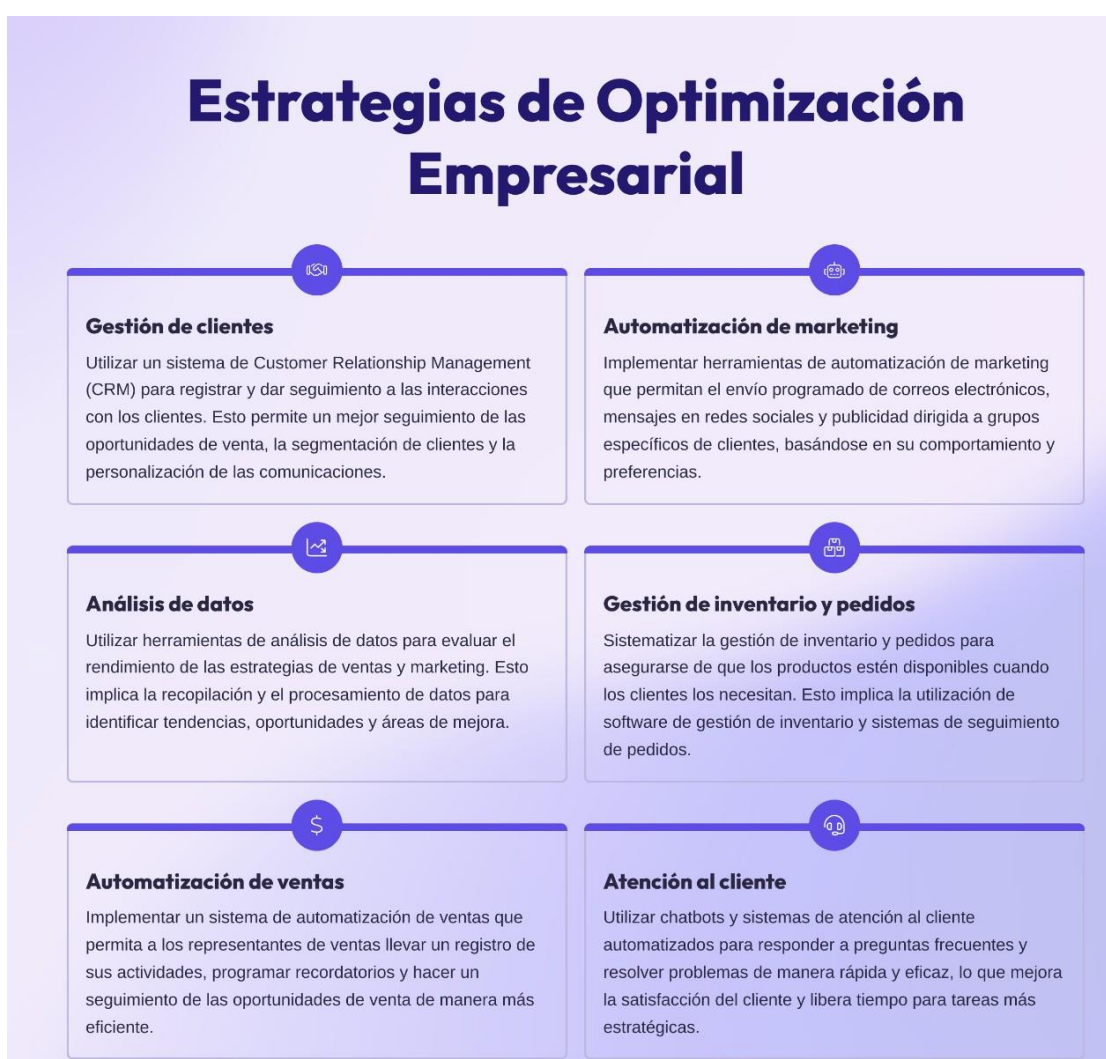 Estrategias de Optimización
Empresarial
Gestión de clientes
Utilizar un sistema de Customer Relationship Management
(CRM) para registrar y dar seguimiento a las interacciones
con los clientes. Esto permite un mejor seguimiento de las
oportunidades de venta, la segmentación de clientes y la
personalización de las comunicaciones.
Automatización de marketing
Implementar herramientas de automatización de marketing
que permitan el envío programado de correos electrónicos,
mensajes en redes sociales y publicidad dirigida a grupos
específicos de clientes, basándose en su comportamiento y
preferencias.
Análisis de datos
Utilizar herramientas de análisis de datos para evaluar el
rendimiento de las estrategias de ventas y marketing. Esto
implica la recopilación y el procesamiento de datos para
identificar tendencias, oportunidades y áreas de mejora.
Gestión de inventario y pedidos
Sistematizar la gestión de inventario y pedidos para
asegurarse de que los productos estén disponibles cuando
los clientes los necesitan. Esto implica la utilización de
software de gestión de inventario y sistemas de seguimiento
de pedidos.
Automatización de ventas
Implementar un sistema de automatización de ventas que
permita a los representantes de ventas llevar un registro de
sus actividades, programar recordatorios y hacer un
seguimiento de las oportunidades de venta de manera más
eficiente.
Atención al cliente
Utilizar chatbots y sistemas de atención al cliente
automatizados para responder a preguntas frecuentes y
resolver problemas de manera rápida y eficaz, lo que mejora
la satisfacción del cliente y libera tiempo para tareas más
estratégicas.